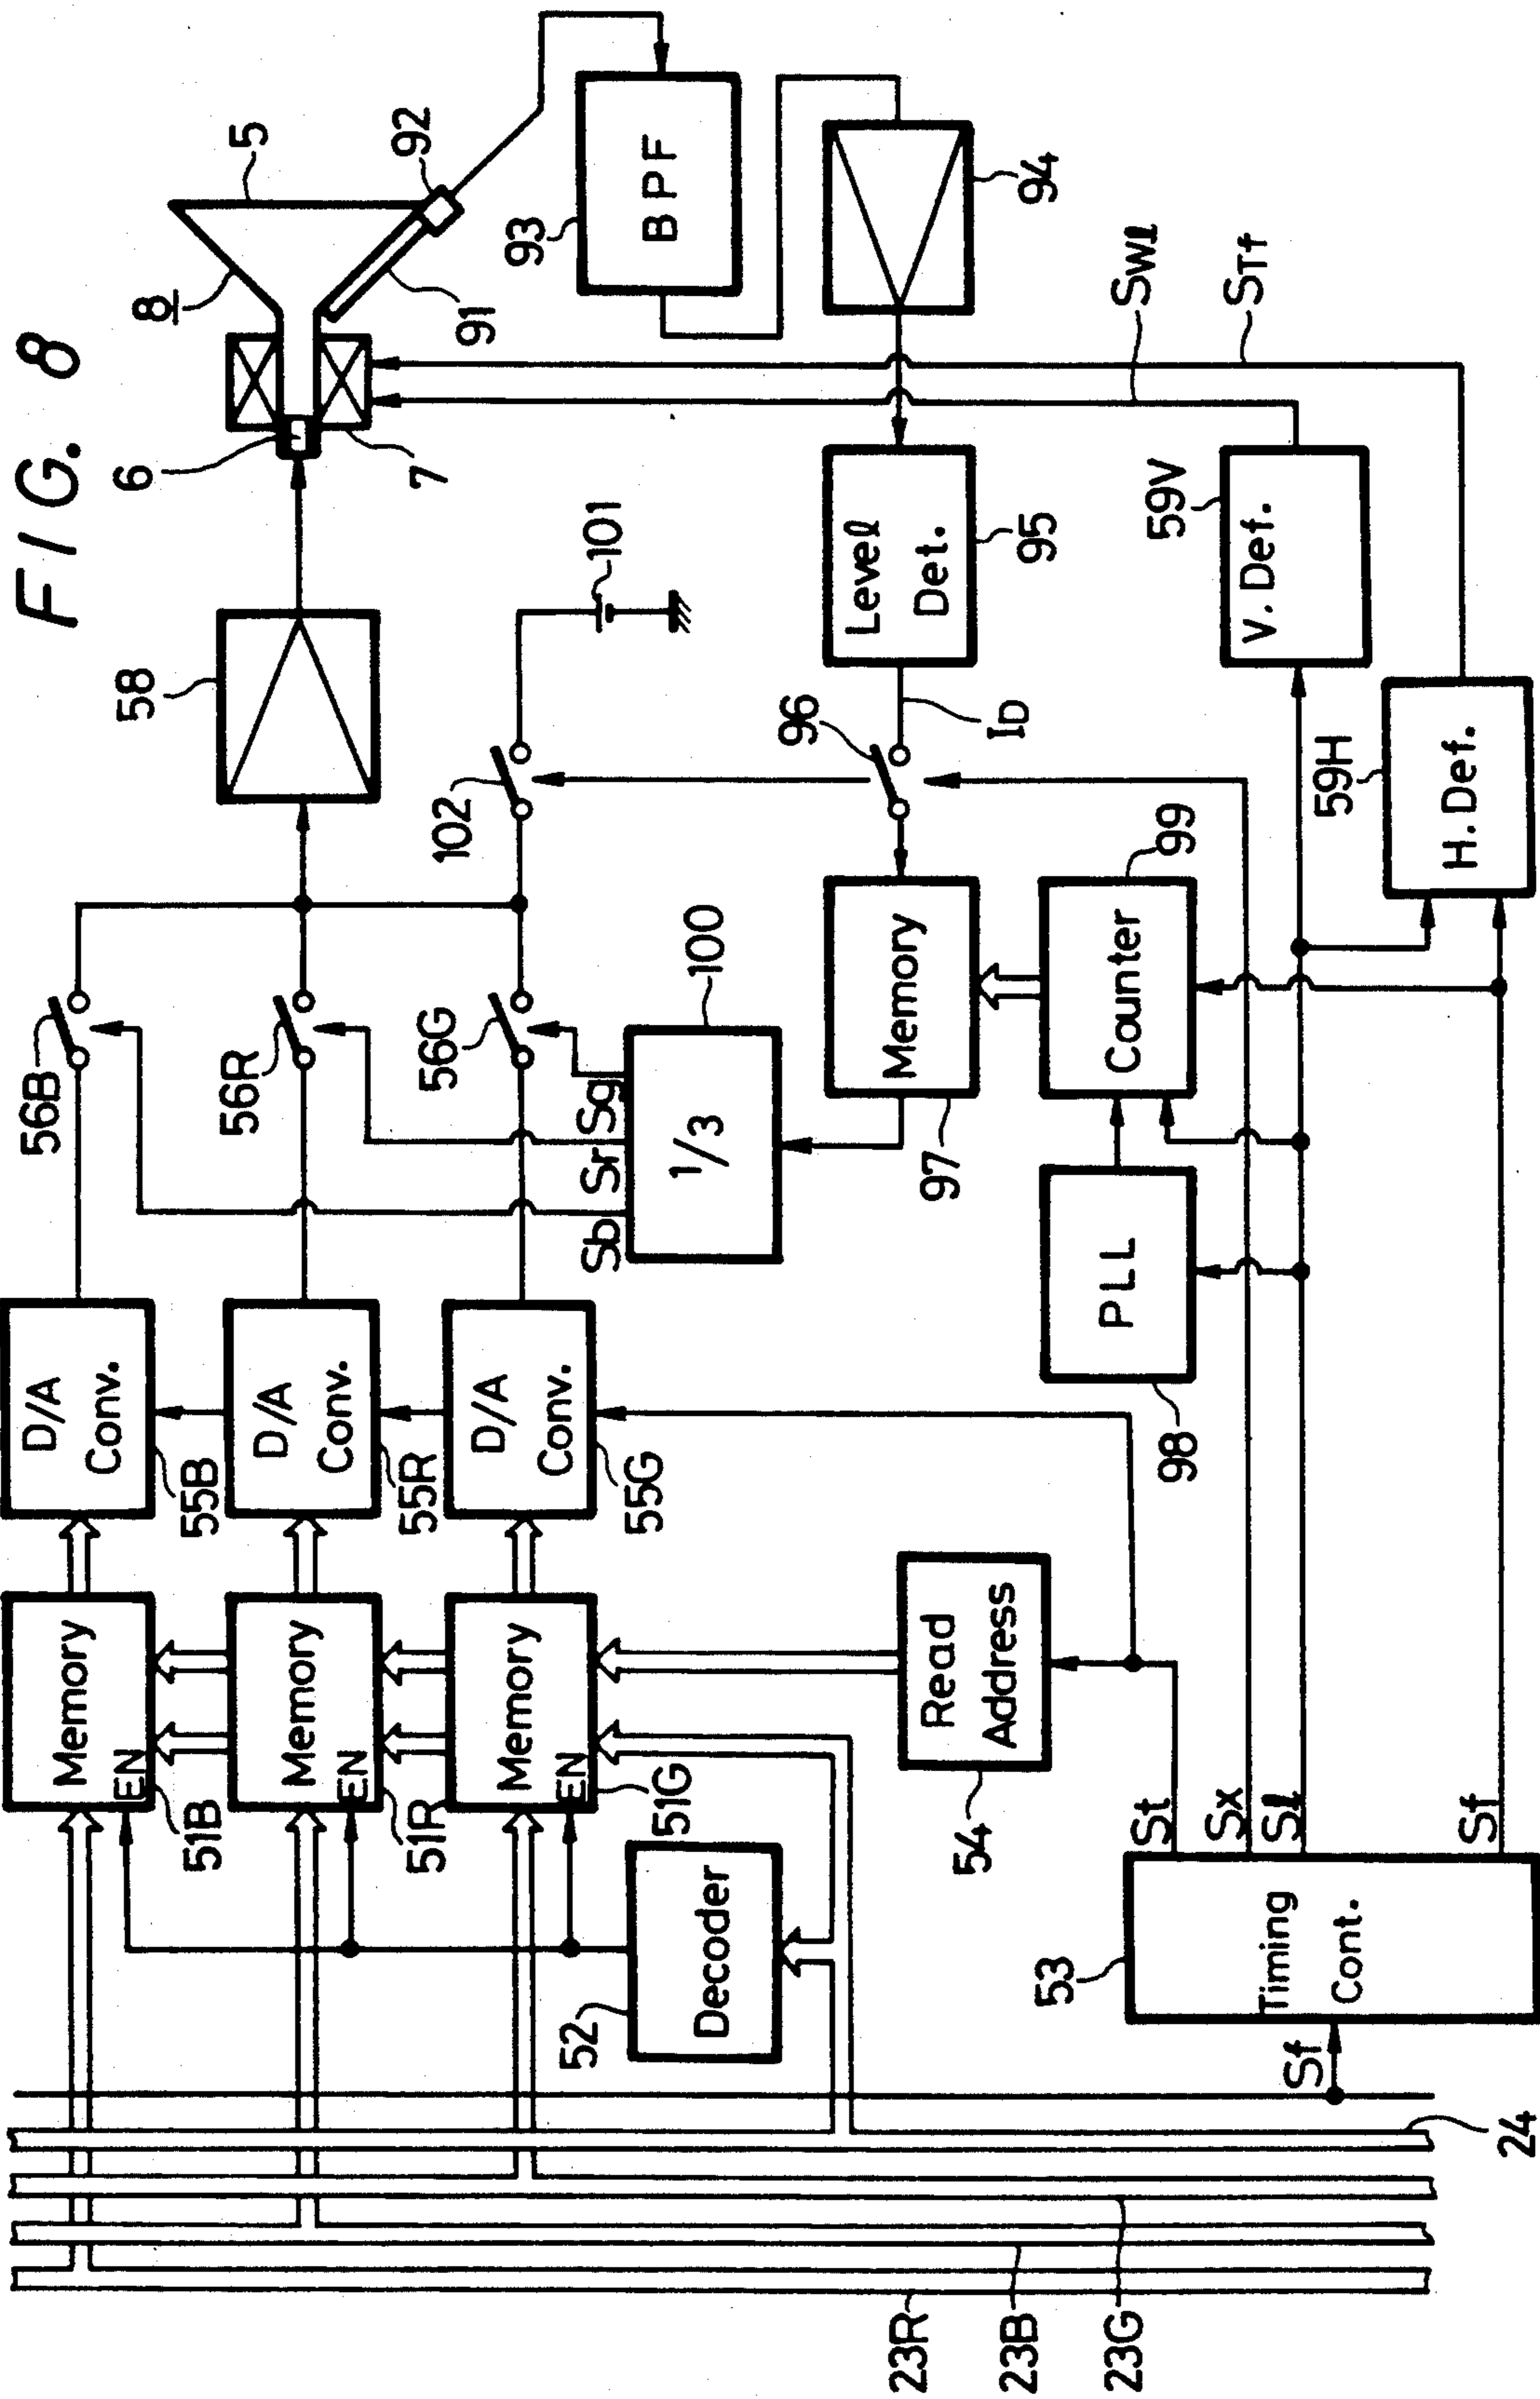 FIG. 8
56B
56R
56G
58
6
7
8
5
91
92
93
BPF
94
101
102
Level
Det.
95
96
ID
SWl
STf
59V
V. Def.
59H
H. Def.
D/A
Conv.
55B
D/A
Conv.
55R
D/A
Conv.
55G
Sb
Sr
Sg
1/3
100
Memory
97
Counter
99
PLL
98
Memory
EN
51B
Memory
EN
51R
Memory
EN
51G
Decoder
52
Read
Address
54
St
Sx
Sl
Sf
Timing
Cont.
53
Sf
24
23R
23B
23G